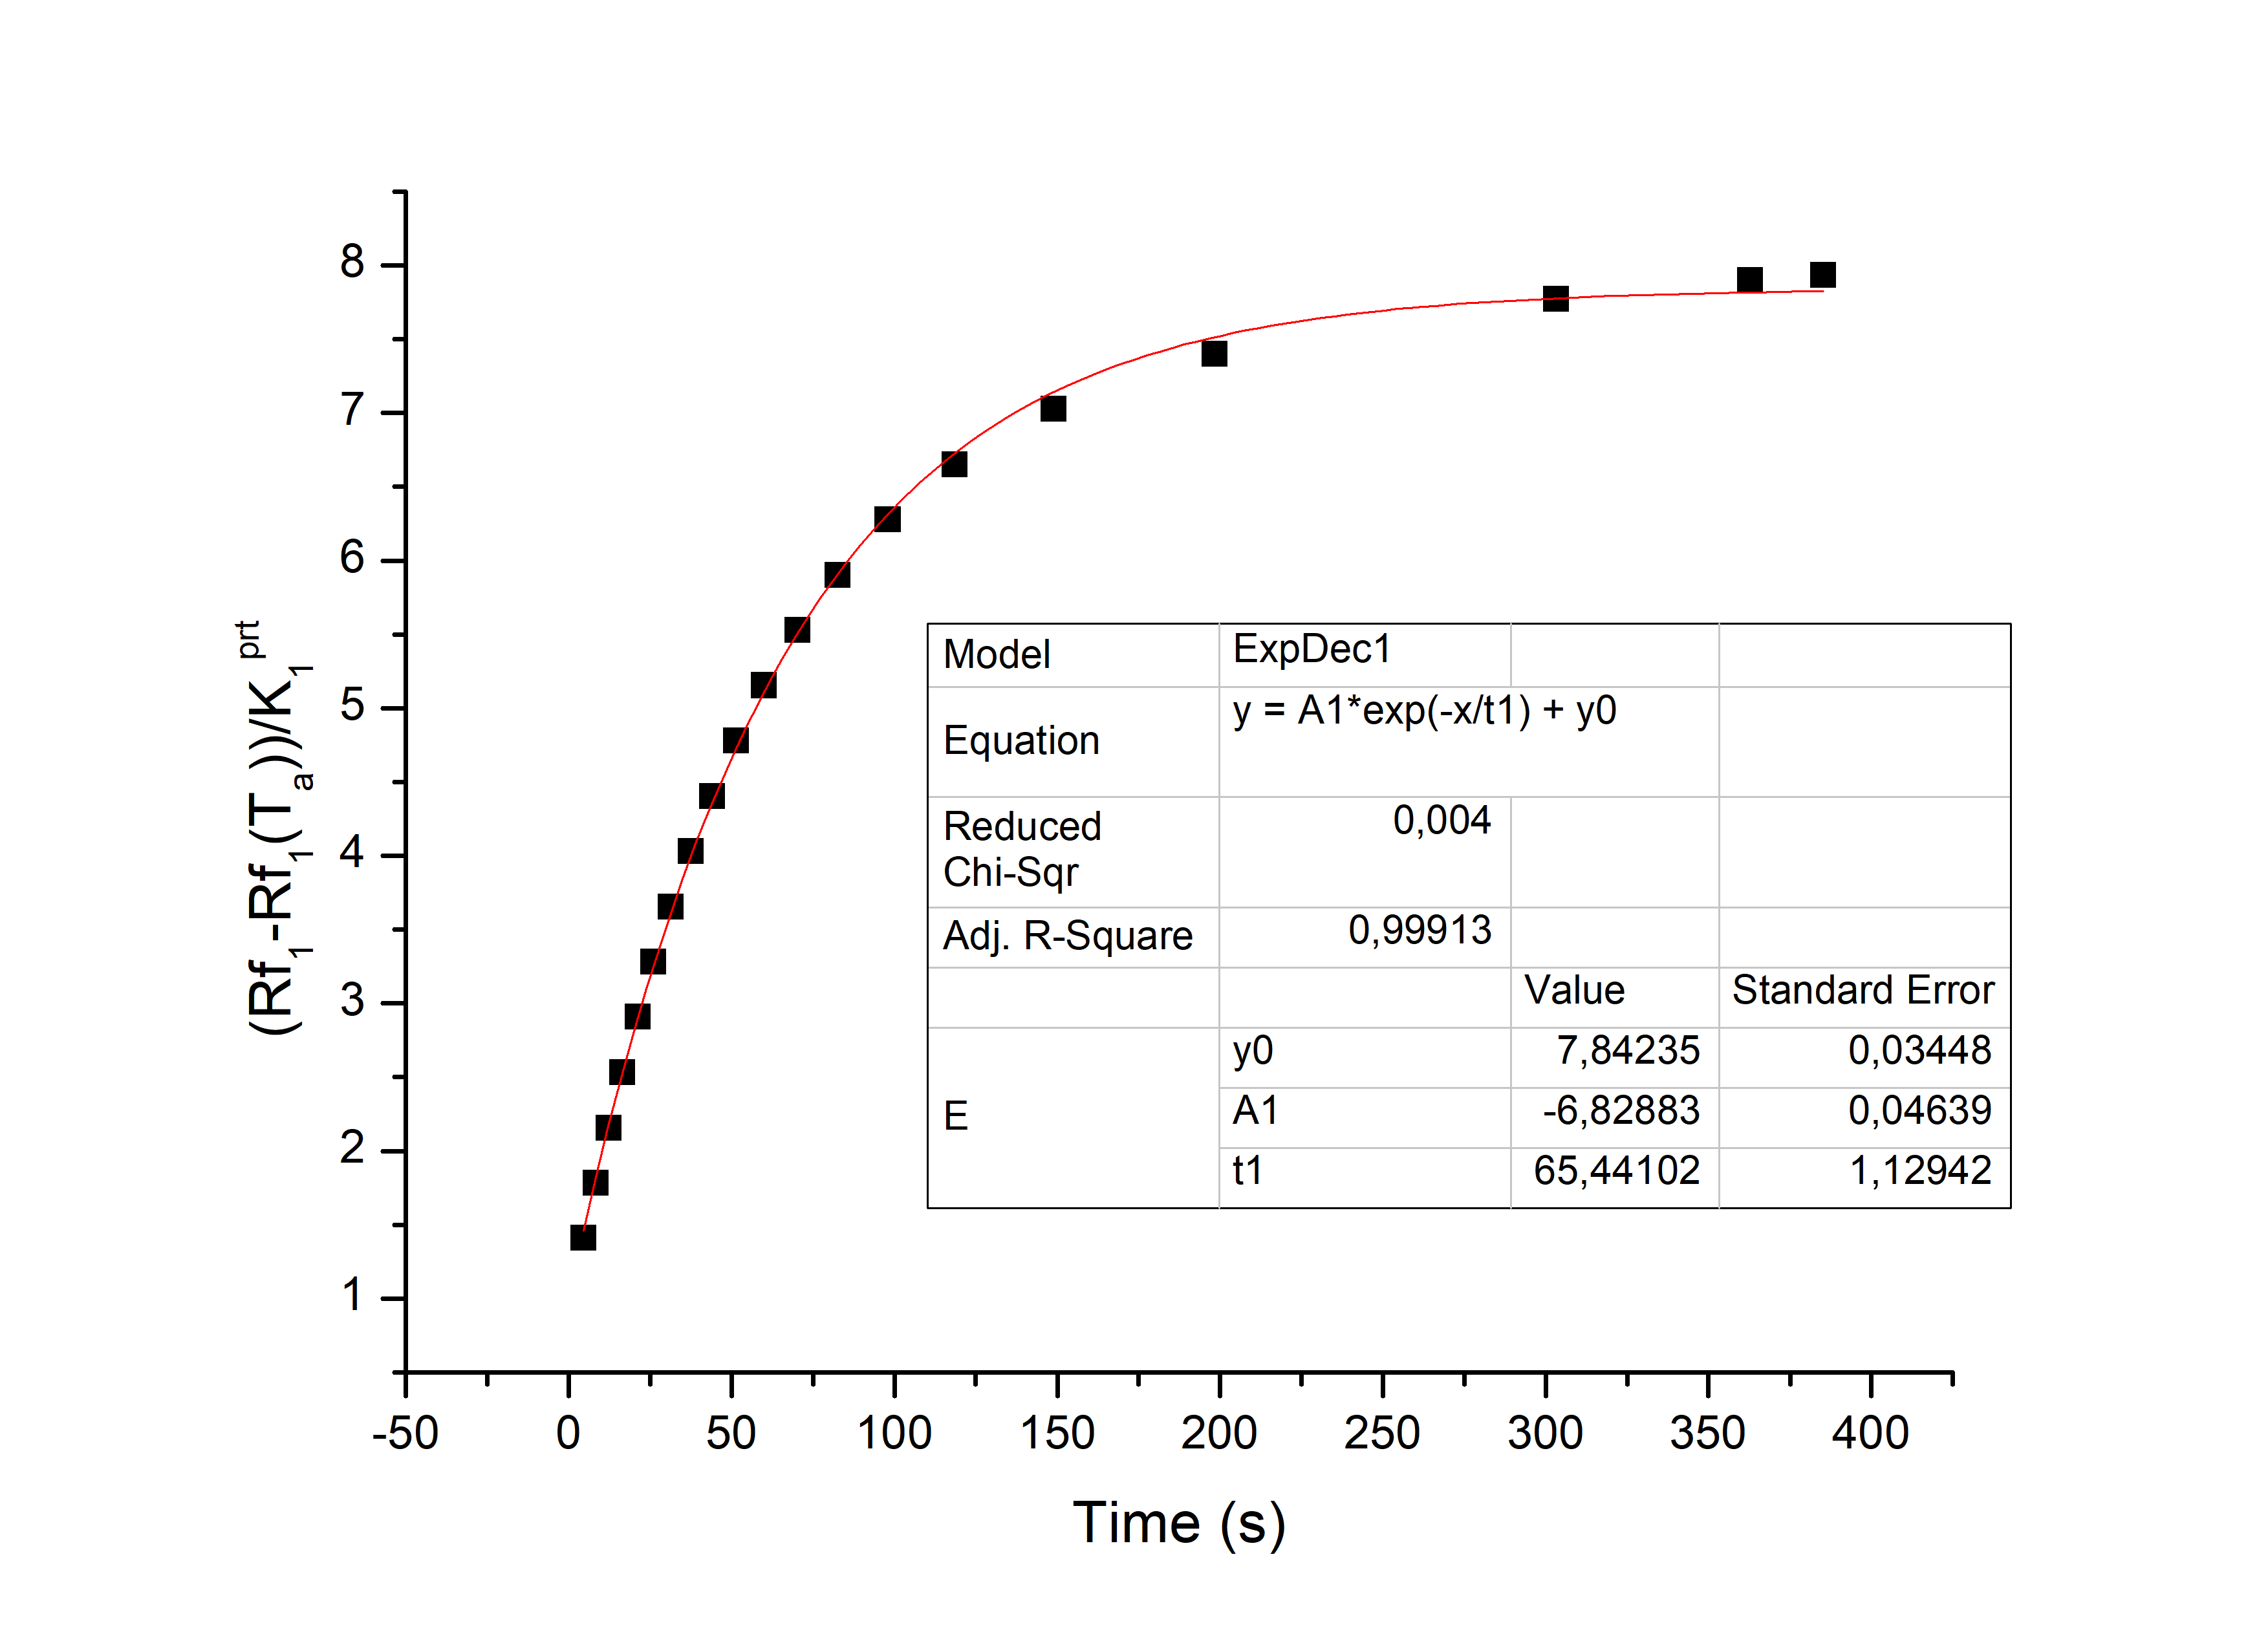 8
7
6
5
4
3
2
1
(Rf1-Rf1(Ta))/K1prt
-50 0 50 100 150 200 250 300 350 400
Time (s)
Model ExpDec1
Equation y = A1*exp(-x/t1) + y0
Reduced Chi-Sqr 0,004
Adj. R-Square 0,99913
Value Standard Error
E y0 7,84235 0,03448
A1 -6,82883 0,04639
t1 65,44102 1,12942